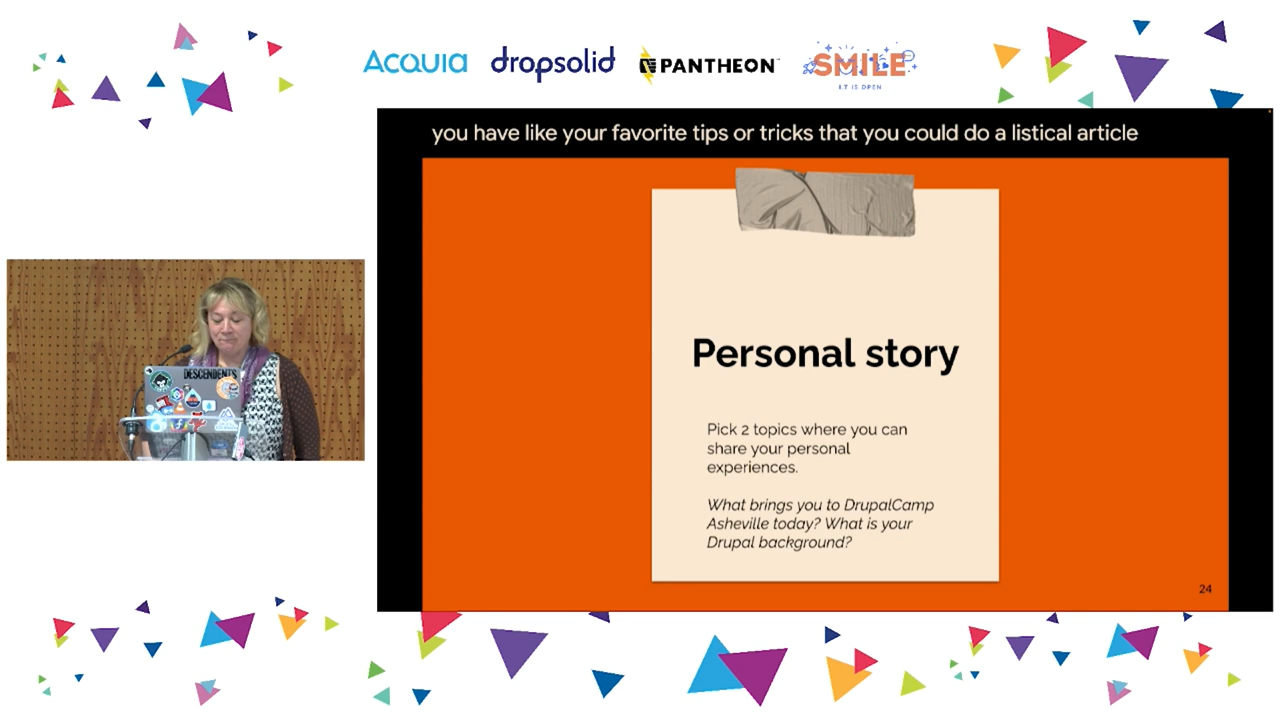 Acquia
dropsolid
PANTHEON
SMILE
I.T IS OPEN
you have like your favorite tips or tricks that you could do a listical article
Personal story
Pick 2 topics where you can
share your personal
experiences.
What brings you to DrupalCamp
Asheville today? What is your
Drupal background?
24
DESCENDENTS